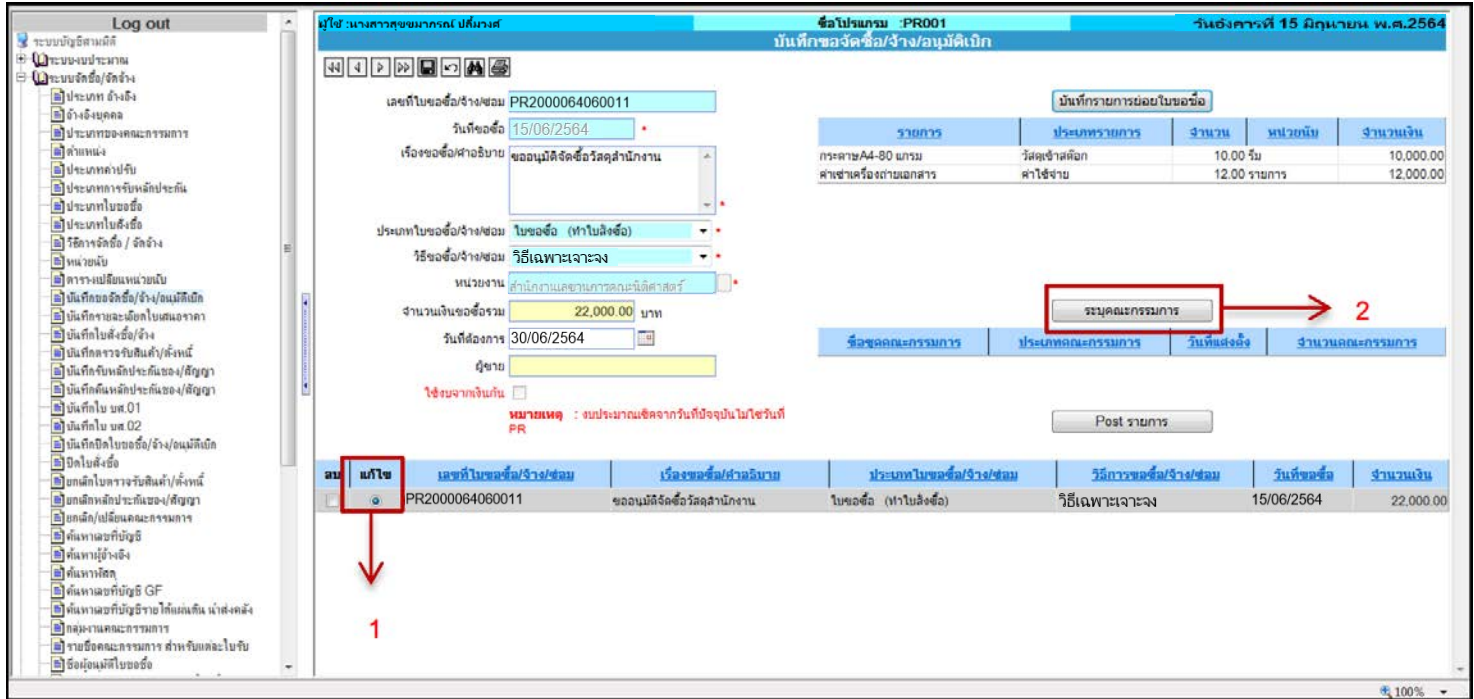 Log out
ระบบบัญชีสามมิติ
ระบบงบประมาณ
ระบบจัดซื้อ/จัดจ้าง
ประเภท อ้างอิง
อ้างอิงบุคคล
ประเภทของคณะกรรมการ
ตำแหน่ง
ประเภทค่าปรับ
ประเภทการรับหลักประกัน
ประเภทใบขอซื้อ
ประเภทใบสั่งซื้อ
วิธีการจัดซื้อ / จัดจ้าง
หน่วยนับ
ตารางเปลี่ยนหน่วยนับ
บันทึกขอจัดซื้อ/จ้าง/อนุมัติเบิก
บันทึกรายละเอียดใบเสนอราคา
บันทึกใบสั่งซื้อ/จ้าง
บันทึกตรวจรับสินค้า/ตั้งหนี้
บันทึกรับหลักประกันซอง/สัญญา
บันทึกคืนหลักประกันซอง/สัญญา
บันทึกใบ บศ.01
บันทึกใบ บศ.02
บันทึกปิดใบขอซื้อ/จ้าง/อนุมัติเบิก
ปิดใบสั่งซื้อ
ยกเลิกใบตรวจรับสินค้า/ตั้งหนี้
ยกเลิกหลักประกันซอง/สัญญา
ยกเลิก/เปลี่ยนคณะกรรมการ
ค้นหาเลขที่บัญชี
ค้นหาผู้อ้างอิง
ค้นหาพัสดุ
ค้นหาเลขที่บัญชี GF
ค้นหาเลขที่บัญชีรายได้แผ่นดิน นำส่งคลัง
กลุ่มงานคณะกรรมการ
รายชื่อคณะกรรมการ สำหรับแต่ละใบรับ
ชื่อผู้อนุมัติใบขอซื้อ
ผู้ใช้ :นางสาวสุขฃมาภรณ์ ปกี่มวงศ์ ชื่อโปรแกรม :PR001 วันอังคารที่ 15 มิถุนายน พ.ศ.2564
บันทึกขอจัดซื้อ/จ้าง/อนุมัติเบิก
เลขที่ใบขอซื้อ/จ้าง/ซ่อม PR2000064060011
วันที่ขอซื้อ 15/06/2564 *
เรื่องขอซื้อ/คำอธิบาย ขออนุมัติจัดซื้อวัสดุสำนักงาน *
ประเภทใบขอซื้อ/จ้าง/ซ่อม ใบขอซื้อ (ทำใบสั่งซื้อ) *
วิธีขอซื้อ/จ้าง/ซ่อม วิธีเฉพาะเจาะจง *
หน่วยงาน สำนักงานเลขานุการคณะนิติศาสตร์ *
จำนวนเงินขอซื้อรวม 22,000.00 บาท
วันที่ต้องการ 30/06/2564
ผู้ขาย
ใช้งบจากเงินกัน
หมายเหตุ : งบประมาณเช็คจากวันที่ปัจจุบันไม่ใช่วันที่
PR
บันทึกรายการย่อยใบขอซื้อ
รายการ ประเภทรายการ จำนวน หน่วยนับ จำนวนเงิน
กระดาษA4-80 แกรม วัสดุเข้าสต๊อก 10.00 รีม 10,000.00
ค่าเช่าเครื่องถ่ายเอกสาร ค่าใช้จ่าย 12.00 รายการ 12,000.00
ระบุคณะกรรมการ 2
ชื่อชุดคณะกรรมการ ประเภทคณะกรรมการ วันที่แต่งตั้ง จำนวนคณะกรรมการ
Post รายการ
ลบ แก้ไข เลขที่ใบขอซื้อ/จ้าง/ซ่อม เรื่องขอซื้อ/คำอธิบาย ประเภทใบขอซื้อ/จ้าง/ซ่อม วิธีการขอซื้อ/จ้าง/ซ่อม วันที่ขอซื้อ จำนวนเงิน
PR2000064060011 ขออนุมัติจัดซื้อวัสดุสำนักงาน ใบขอซื้อ (ทำใบสั่งซื้อ) วิธีเฉพาะเจาะจง 15/06/2564 22,000.00
1
100%